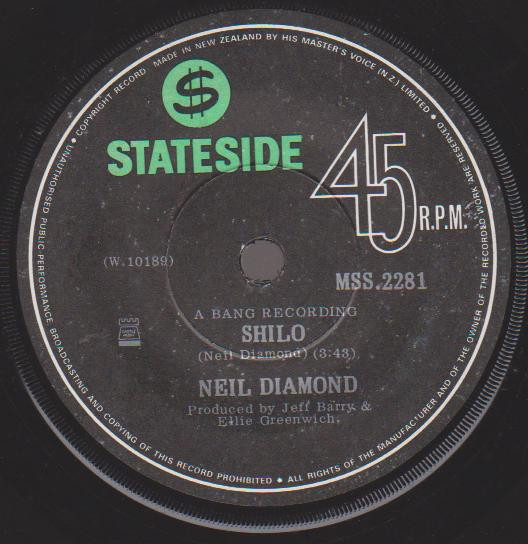 COPYRIGHT RECORD MADE IN NEW ZEALAND BY HIS MASTER'S VOICE (N.Z.) LIMITED • ALL RIGHTS OF THE MANUFACTURER AND OF THE OWNER OF THE RECORDED WORK ARE RESERVED
UNAUTHORISED PUBLIC PERFORMANCE BROADCASTING AND COPYING OF THIS RECORD PROHIBITED
$
STATESIDE
45 R.P.M.
(W.10189)
MSS.2281
A BANG RECORDING
SHILO
(Neil Diamond) (3:43)
NEIL DIAMOND
Produced by Jeff Barry &
Ellie Greenwich.